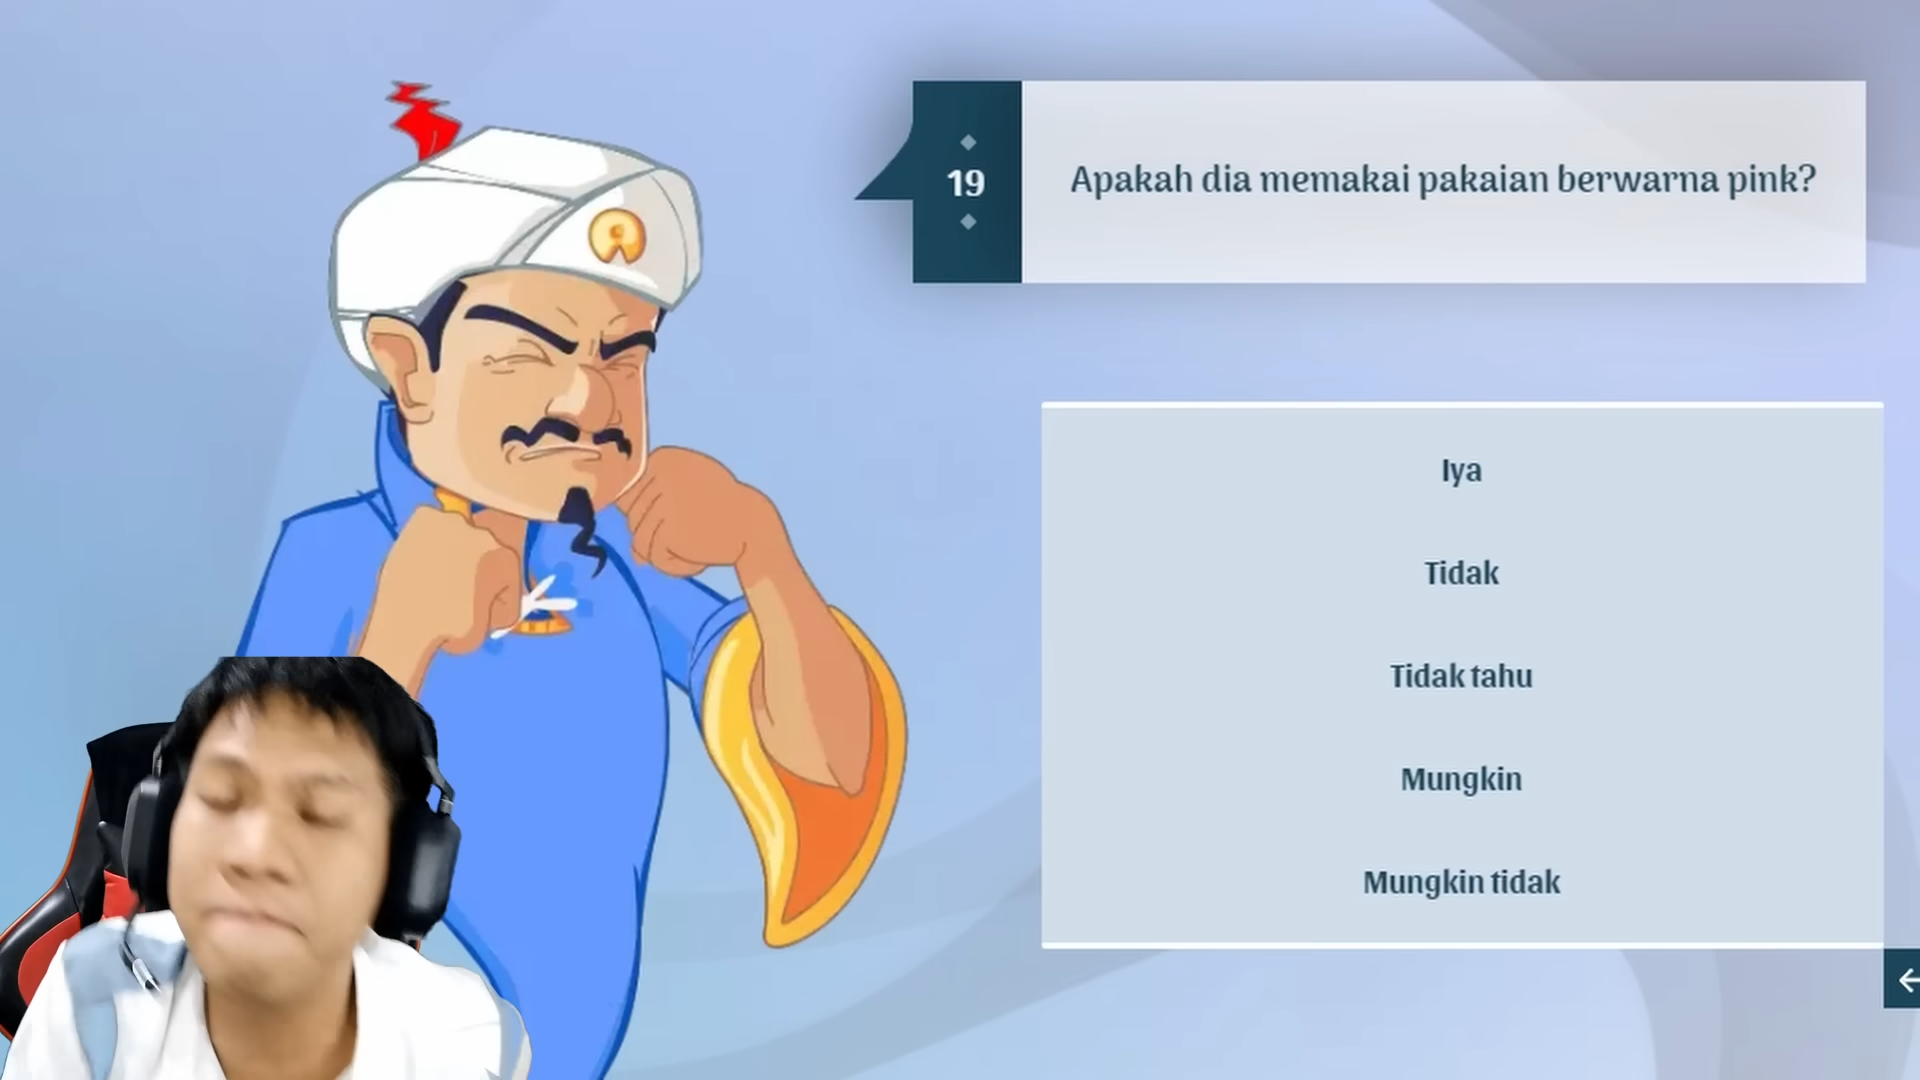 19
Apakah dia memakai pakaian berwarna pink?
Iya
Tidak
Tidak tahu
Mungkin
Mungkin tidak